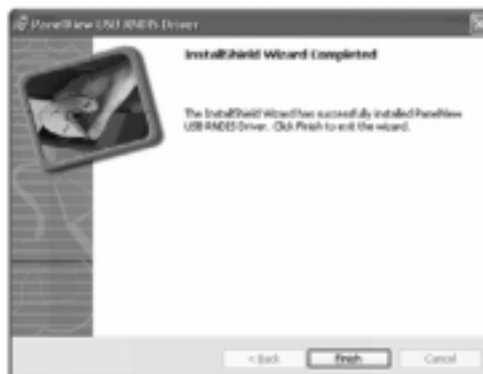 PanelView USB RNDIS Driver
InstallShield Wizard Completed
The InstallShield Wizard has successfully installed PanelView
USB RNDIS Driver. Click Finish to exit the wizard.
< Back
Finish
Cancel